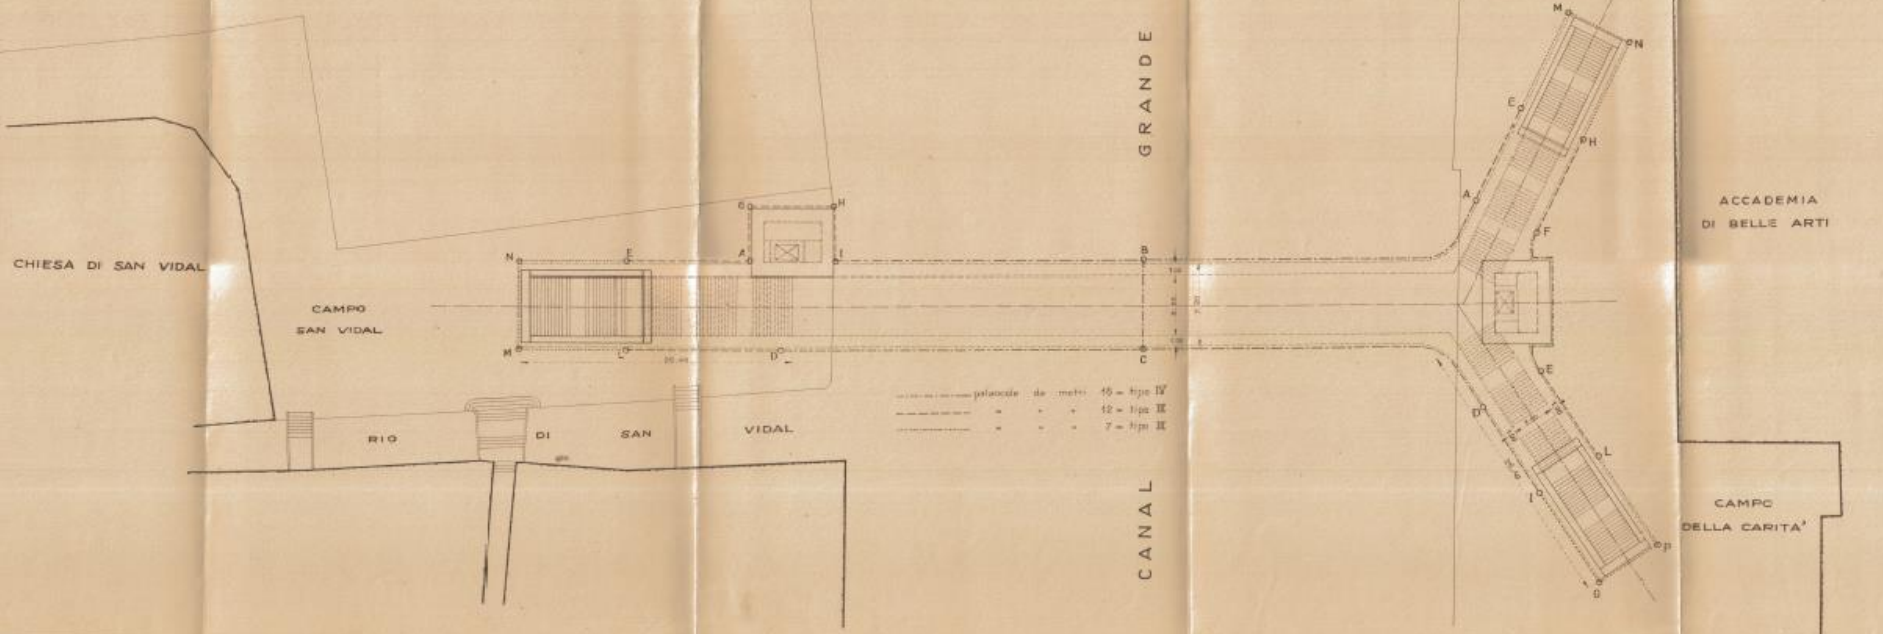 CHIESA DI SAN VIDAL
CAMPO
SAN VIDAL
RIO DI SAN VIDAL
N
E
A
G
H
I
B
M
L
D
C
CANAL GRANDE
palancole da metri 15 = tipo IV
" " " 12 = tipo III
" " " 7 = tipo II
M
N
E
H
A
F
E
D
L
I
P
G
ACCADEMIA
DI BELLE ARTI
CAMPO
DELLA CARITA'